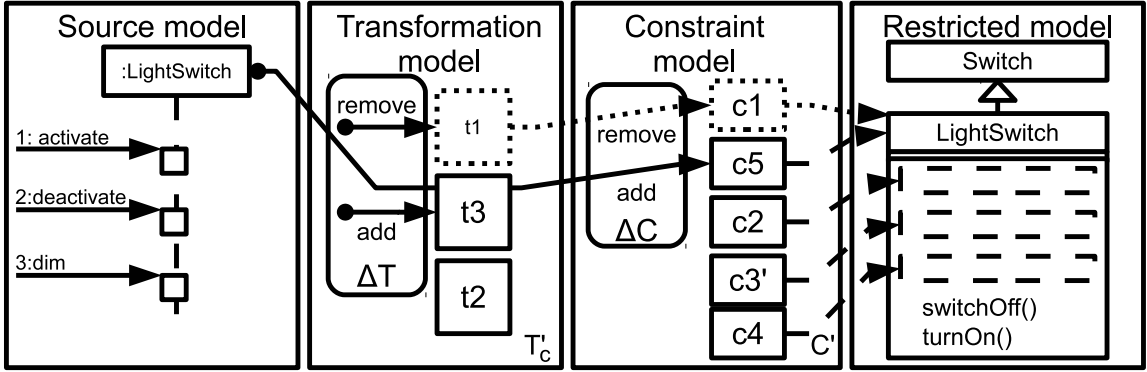 Source model
:LightSwitch
1: activate
2:deactivate
3:dim
Transformation
model
remove
t1
t3
add
ΔT
t2
T'c
Constraint
model
c1
remove
c5
add
c2
ΔC
c3'
c4
C'
Restricted model
Switch
LightSwitch
switchOff()
turnOn()